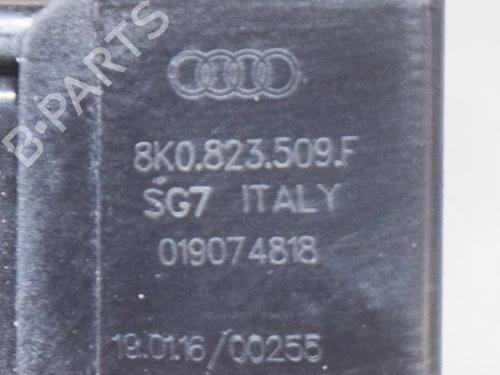 B-PARTS
8K0.823.509.F
SG7 ITALY
019074818
19.01.16/00255